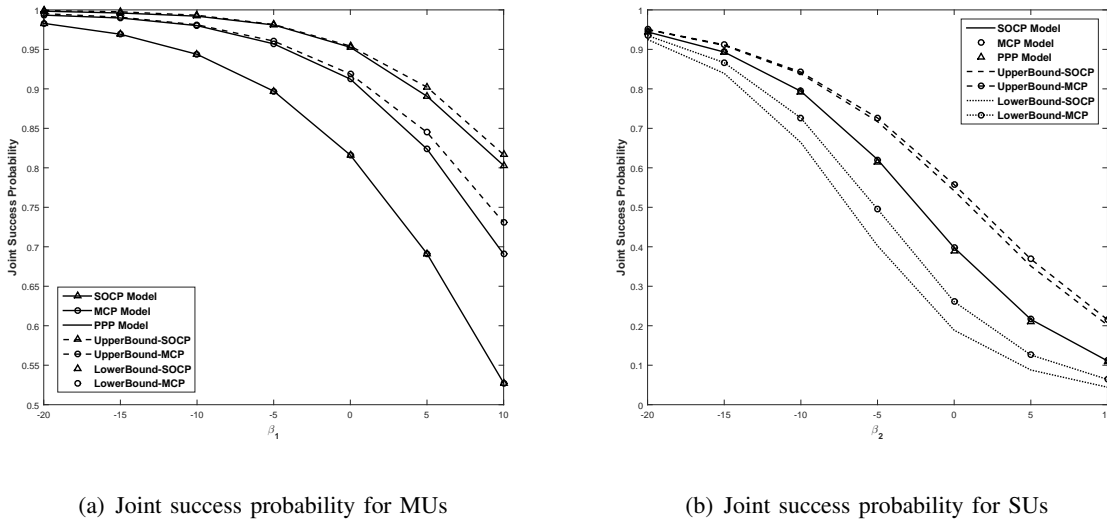 1
0.95
0.9
0.85
0.8
0.75
0.7
0.65
0.6
0.55
0.5
Joint Success Probability
SOCP Model
MCP Model
PPP Model
UpperBound-SOCP
UpperBound-MCP
LowerBound-SOCP
LowerBound-MCP
-20 -15 -10 -5 0 5 10
β1
(a) Joint success probability for MUs
1
0.9
0.8
0.7
0.6
0.5
0.4
0.3
0.2
0.1
0
Joint Success Probability
SOCP Model
MCP Model
PPP Model
UpperBound-SOCP
UpperBound-MCP
LowerBound-SOCP
LowerBound-MCP
-20 -15 -10 -5 0 5 10
β2
(b) Joint success probability for SUs